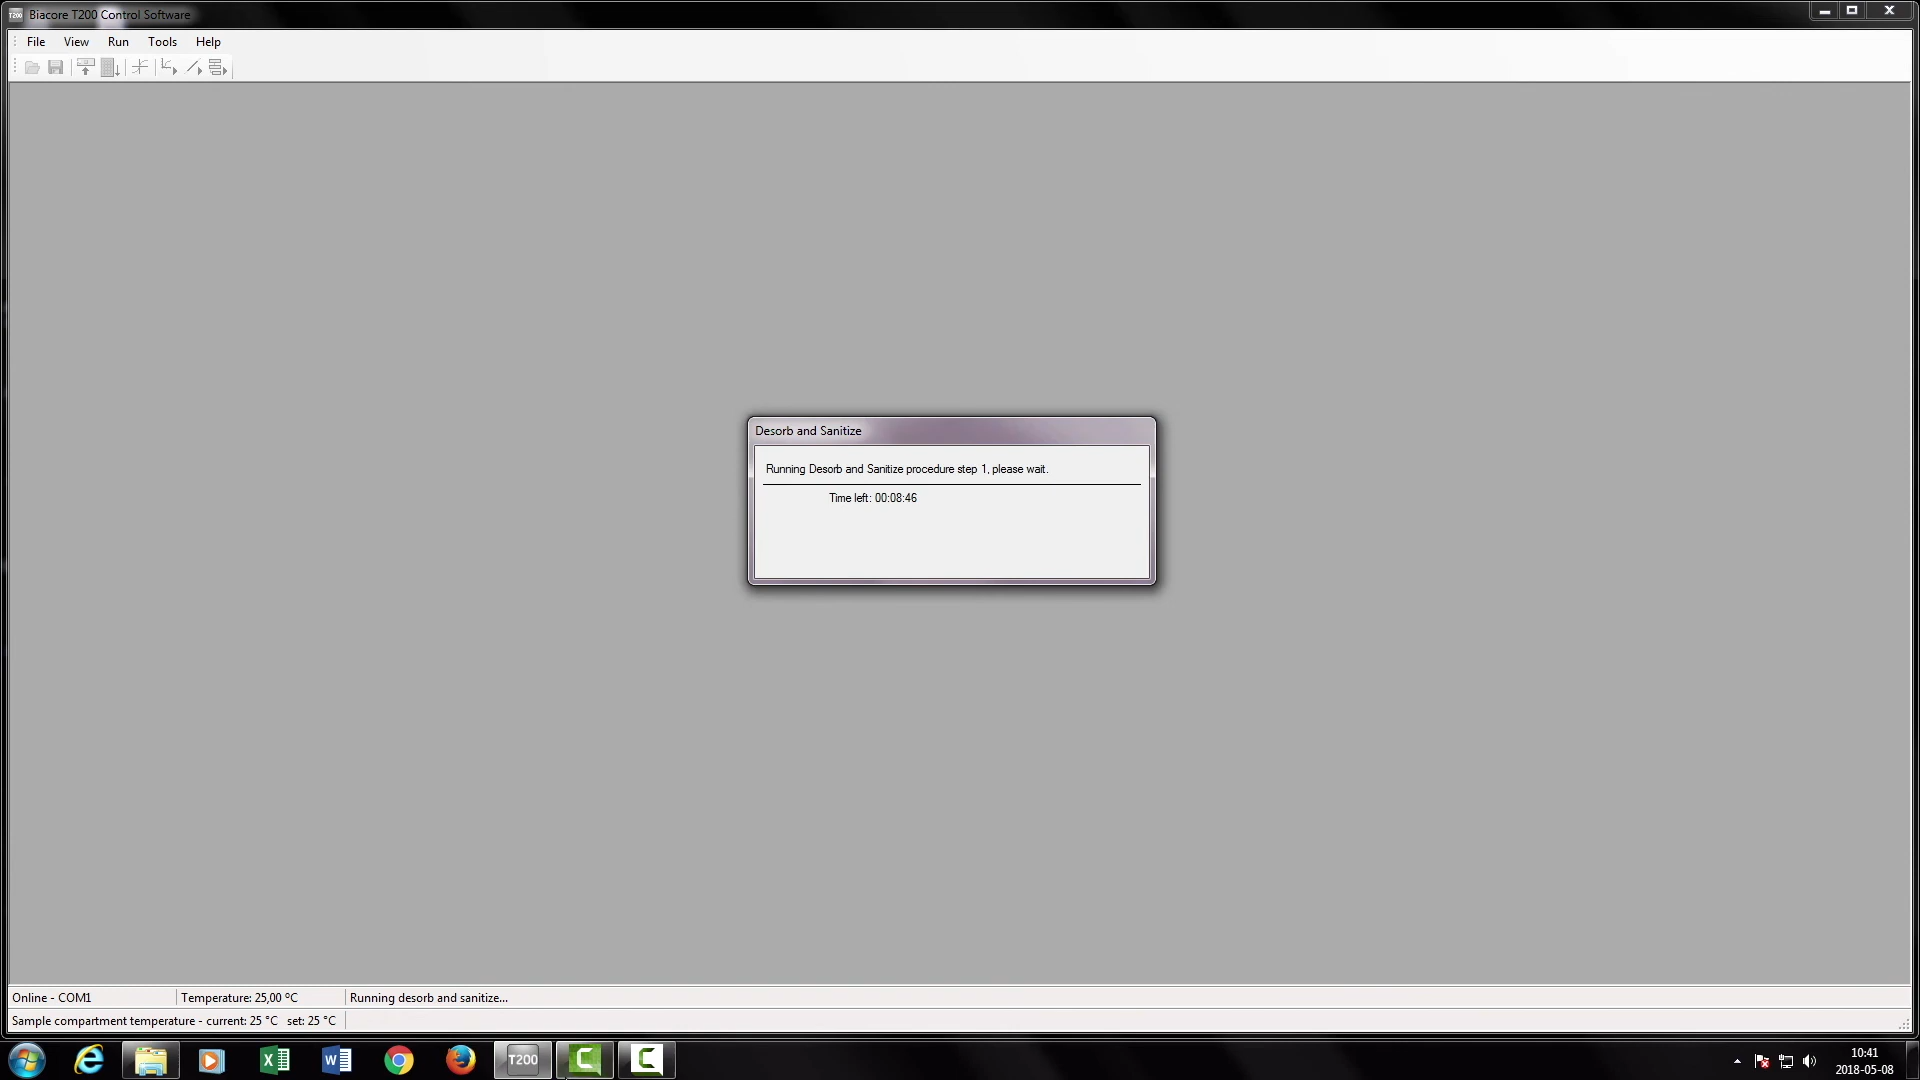 T200 Biacore T200 Control Software
File View Run Tools Help
Desorb and Sanitize
Running Desorb and Sanitize procedure step 1, please wait.
Time left: 00:08:46
Online - COM1 Temperature: 25,00 °C Running desorb and sanitize...
Sample compartment temperature - current: 25 °C set: 25 °C
T200
10:41
2018-05-08